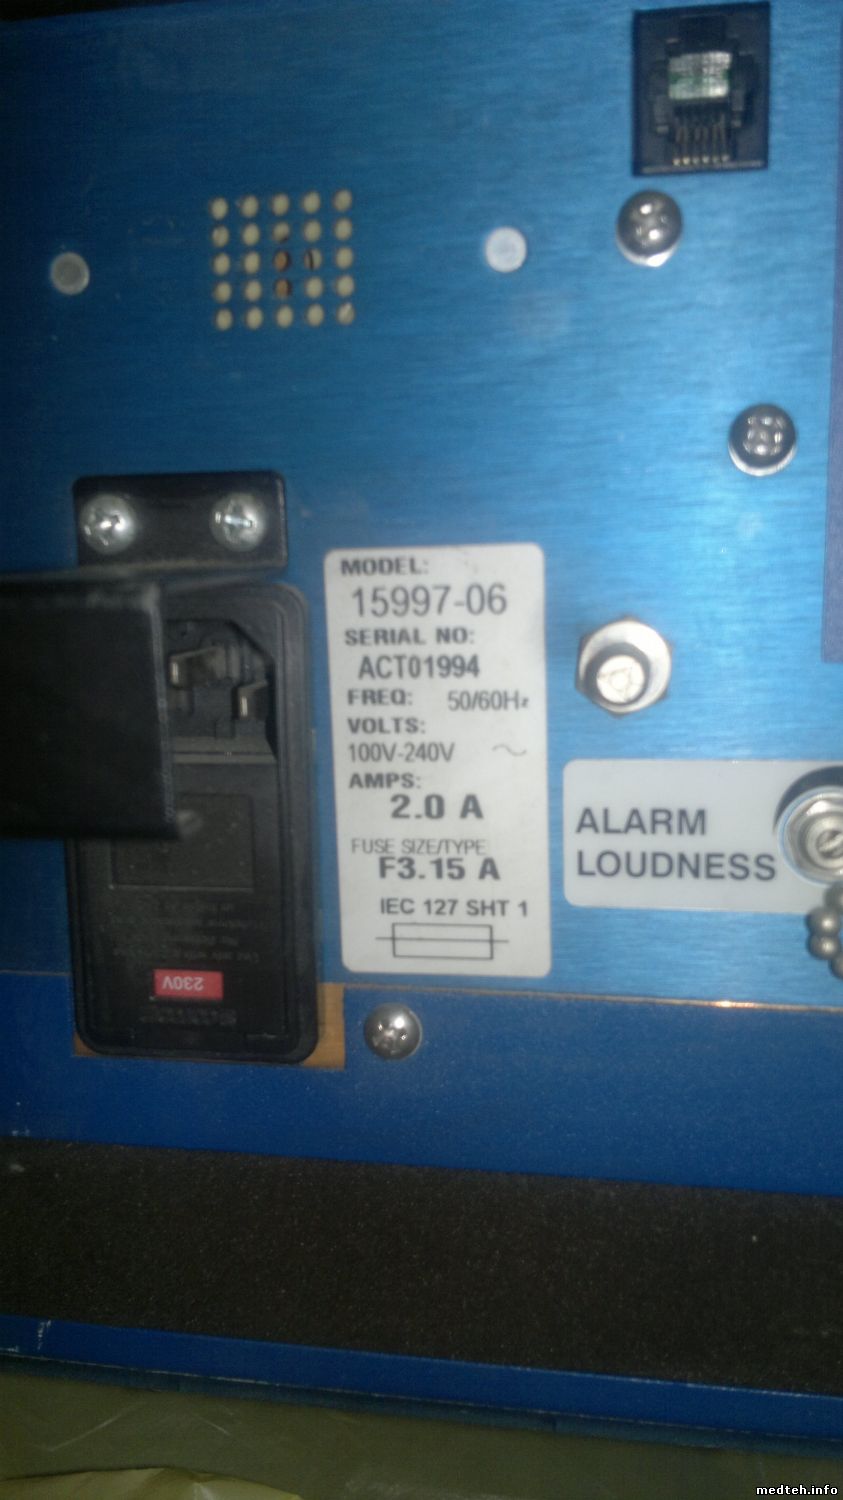 MODEL:
15997-06
SERIAL NO:
ACT01994
FREQ: 50/60Hz
VOLTS:
100V-240V ~
AMPS:
2.0 A
FUSE SIZE/TYPE
F3.15 A
IEC 127 SHT 1
ALARM
LOUDNESS
230V
medteh.info